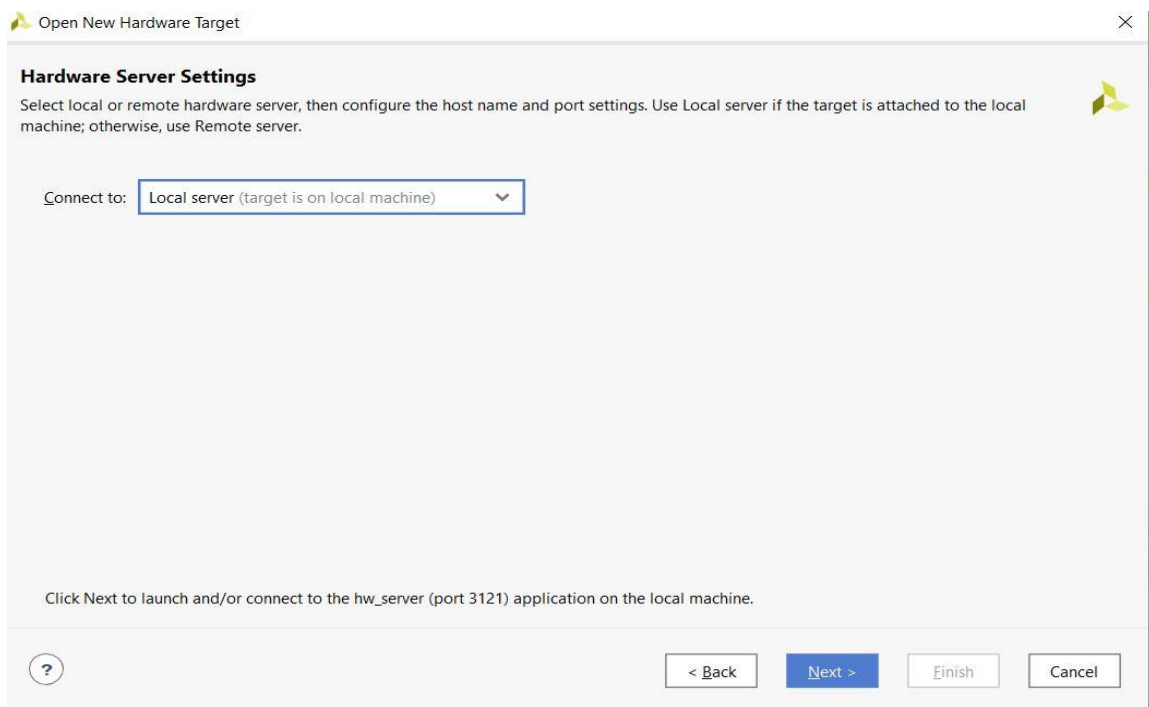 Open New Hardware Target
Hardware Server Settings
Select local or remote hardware server, then configure the host name and port settings. Use Local server if the target is attached to the local
machine; otherwise, use Remote server.
Connect to: Local server (target is on local machine)
Click Next to launch and/or connect to the hw_server (port 3121) application on the local machine.
? < Back Next > Finish Cancel